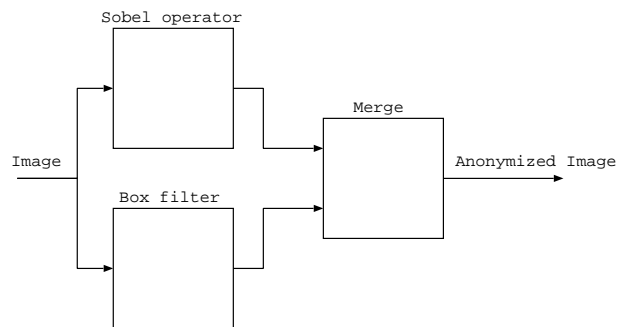 Sobel operator
Merge
Image
Anonymized Image
Box filter